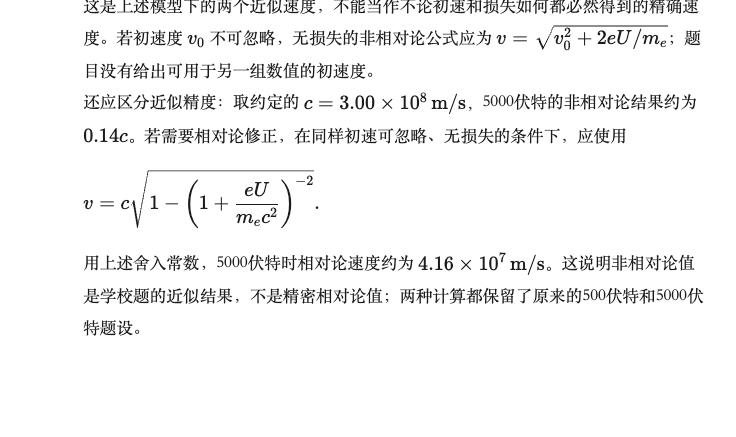 这是上述模型下的两个近似速度，不能当作不论初速和损失如何都必然得到的精确速
度。若初速度 v₀ 不可忽略，无损失的非相对论公式应为 v = √(v₀² + 2eU/mₑ)；题
目没有给出可用于另一组数值的初速度。
还应区分近似精度：取约定的 c = 3.00 × 10⁸ m/s，5000伏特的非相对论结果约为
0.14c。若需要相对论修正，在同样初速可忽略、无损失的条件下，应使用
v = c√(1 − (1 + eU/(mₑc²))⁻²).
用上述舍入常数，5000伏特时相对论速度约为 4.16 × 10⁷ m/s。这说明非相对论值
是学校题的近似结果，不是精密相对论值；两种计算都保留了原来的500伏特和5000伏
特题设。